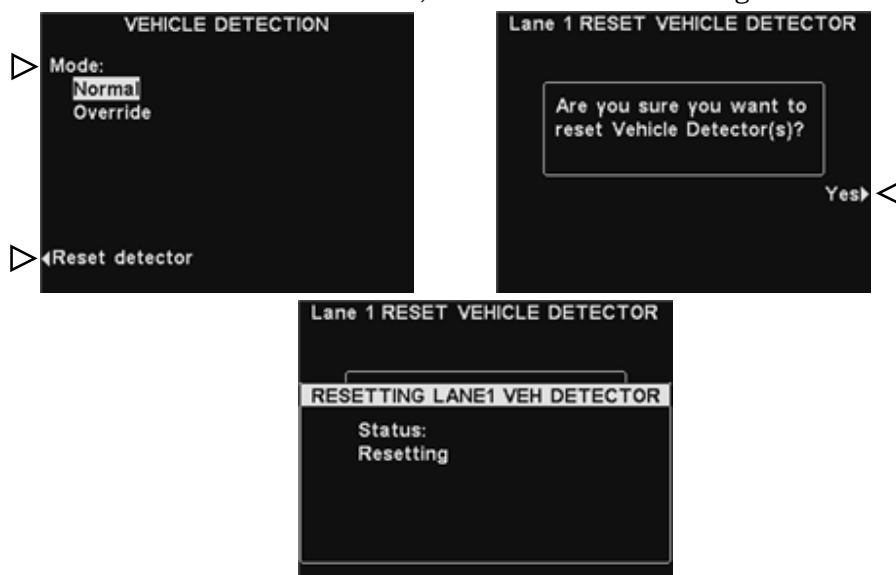 VEHICLE DETECTION
Mode:
Normal
Override
Reset detector
Lane 1 RESET VEHICLE DETECTOR
Are you sure you want to
reset Vehicle Detector(s)?
Yes
Lane 1 RESET VEHICLE DETECTOR
RESETTING LANE1 VEH DETECTOR
Status:
Resetting